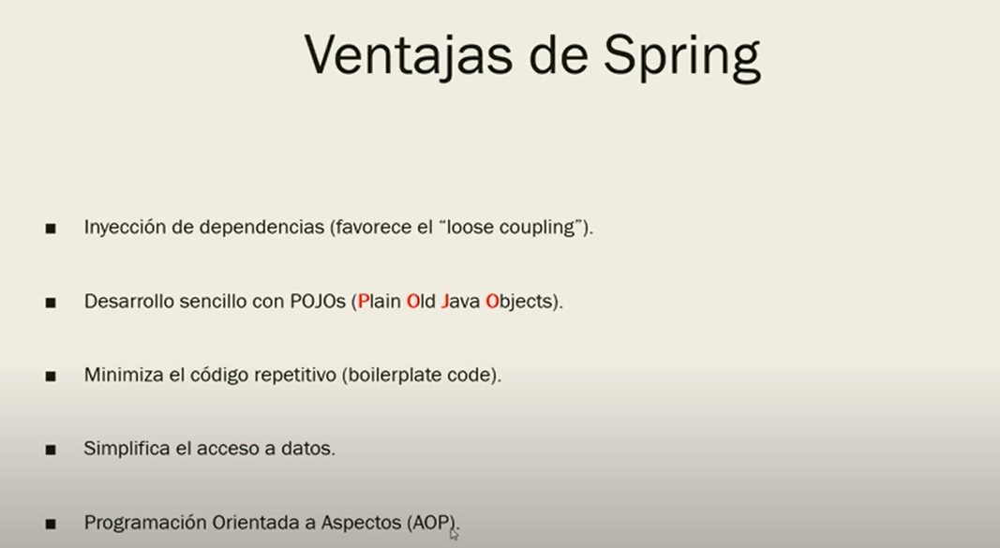 Ventajas de Spring
■ Inyección de dependencias (favorece el “loose coupling”).
■ Desarrollo sencillo con POJOs (Plain Old Java Objects).
■ Minimiza el código repetitivo (boilerplate code).
■ Simplifica el acceso a datos.
■ Programación Orientada a Aspectos (AOP).